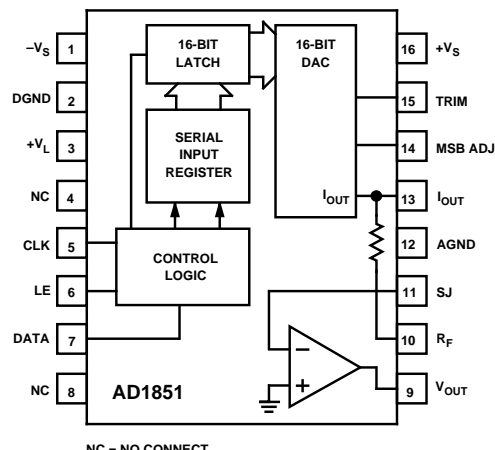 –VS 1
DGND 2
+VL 3
NC 4
CLK 5
LE 6
DATA 7
NC 8
16-BIT
LATCH
16-BIT
DAC
SERIAL
INPUT
REGISTER
CONTROL
LOGIC
IOUT
–
+
AD1851
16 +VS
15 TRIM
14 MSB ADJ
13 IOUT
12 AGND
11 SJ
10 RF
9 VOUT
NC = NO CONNECT